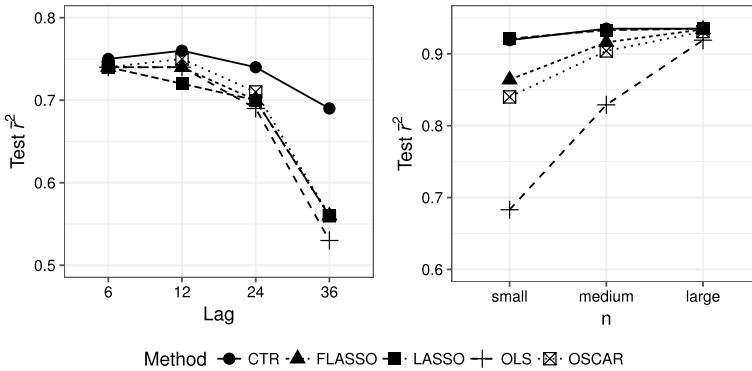 0.8
0.7
0.6
0.5
Test r̄²
6 12 24 36
Lag
0.9
0.8
0.7
0.6
Test r̄²
small medium large
n
Method CTR FLASSO LASSO OLS OSCAR